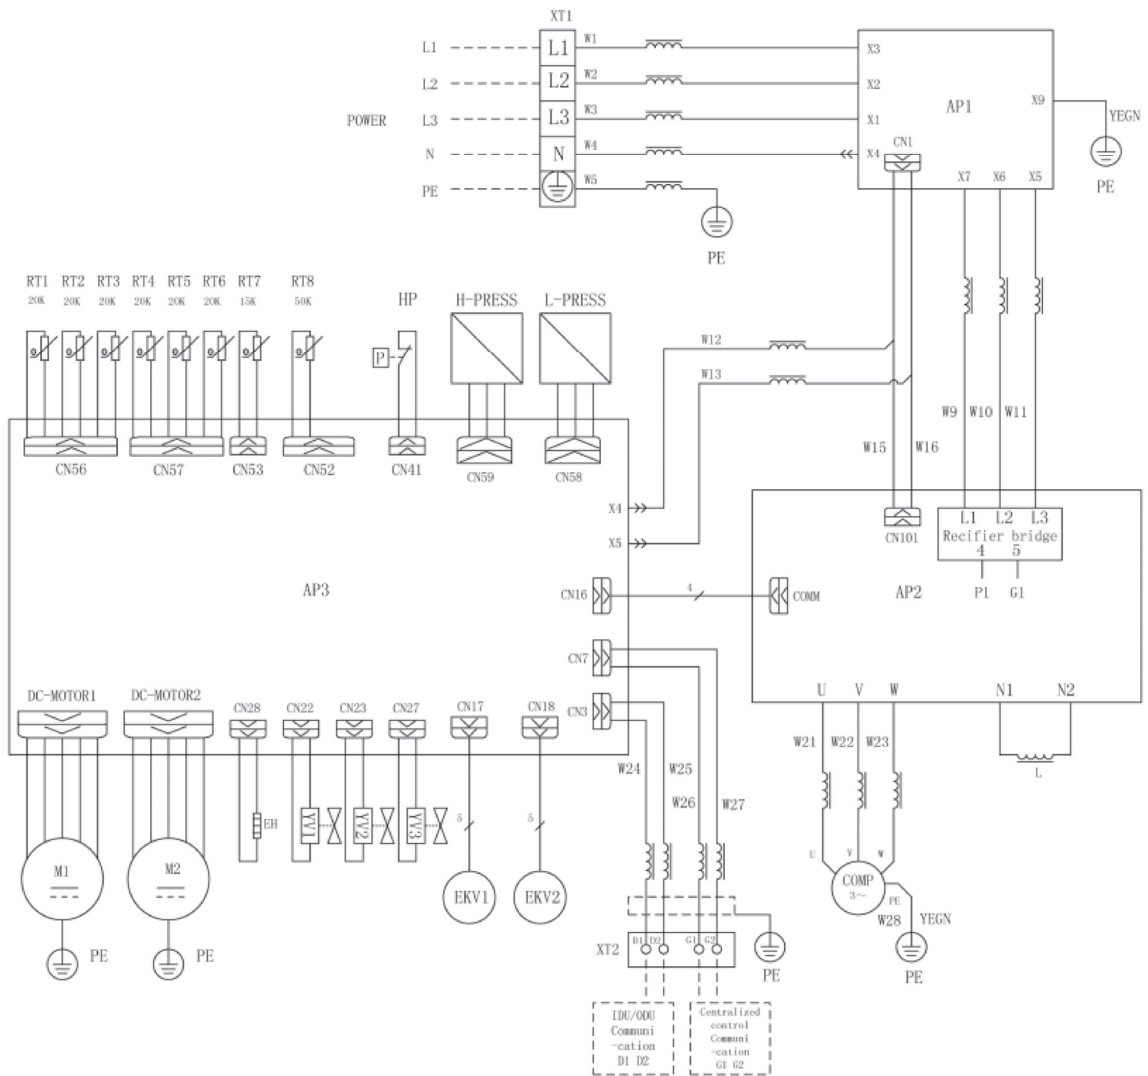 XT1
L1 L1 W1 X3
L2 L2 W2 X2
AP1 X9
POWER L3 L3 W3 X1 YEGN
N N W4 X4 CN1
PE W5 X7 X6 X5 PE
PE
RT1 RT2 RT3 RT4 RT5 RT6 RT7 RT8 HP H-PRESS L-PRESS
20K 20K 20K 20K 20K 20K 15K 50K
P
W12
W13
W9 W10 W11
W15 W16
CN56 CN57 CN53 CN52 CN41 CN59 CN58
X4
X5
L1 L2 L3
CN101 Rectifier bridge
4 5
AP3 CN16 4 COMM AP2 P1 G1
CN7
DC-MOTOR1 DC-MOTOR2 CN28 CN22 CN23 CN27 CN17 CN18 CN3
U V W N1 N2
W24 W25 W21 W22 W23
L
W26 W27
EH YV1 YV2 YV3 5 5
U V W
M1 M2 EKV1 EKV2
COMP
3~
PE
W28 YEGN
PE PE
XT2 D1 D2 G1 G2
PE PE
IDU/ODU
Communi
-cation
D1 D2
Centralized
control
Communi
-cation
G1 G2